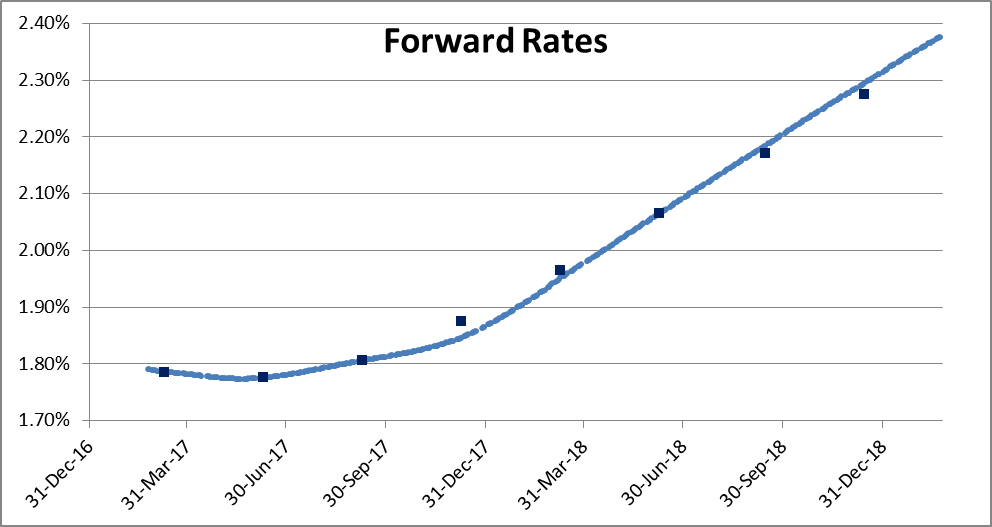 Forward Rates
2.40%
2.30%
2.20%
2.10%
2.00%
1.90%
1.80%
1.70%
31-Dec-16
31-Mar-17
30-Jun-17
30-Sep-17
31-Dec-17
31-Mar-18
30-Jun-18
30-Sep-18
31-Dec-18